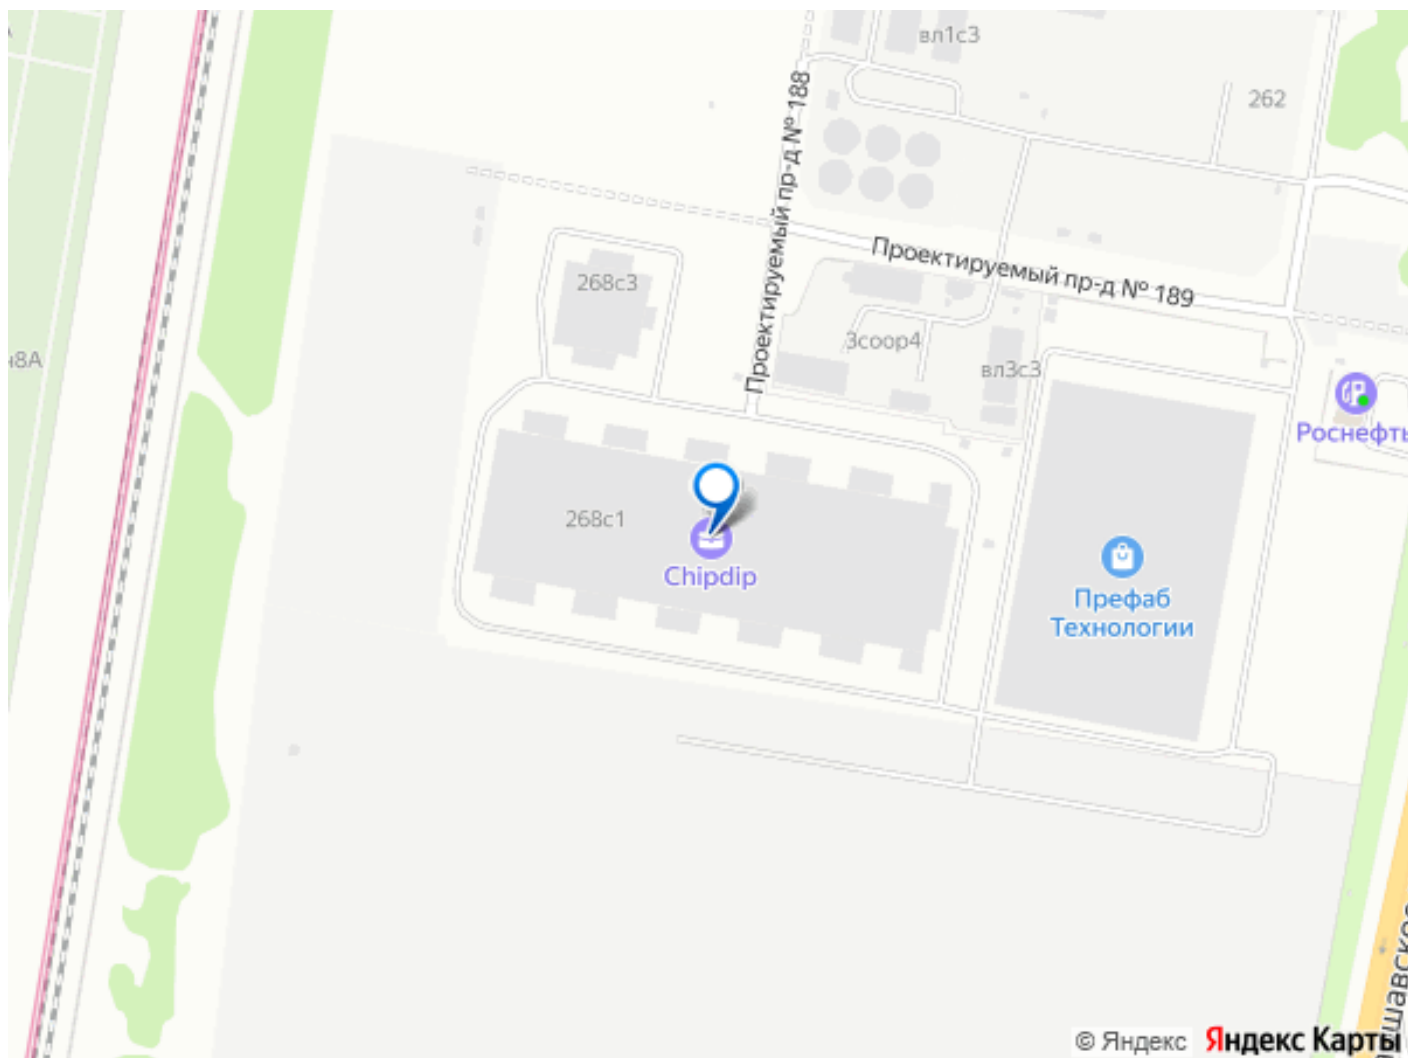 вл1с3
262
Проектируемый пр-д № 188
Проектируемый пр-д № 189
268с3
3соор4
вл3с3
Роснефть
268с1
Chipdip
Префаб
Технологии
© Яндекс
Яндекс Карты